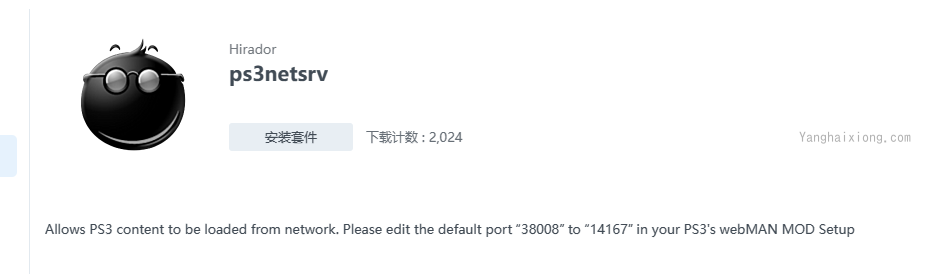 Hirador
ps3netsrv
安装套件 下载计数 : 2,024
Yanghaixiong.com
Allows PS3 content to be loaded from network. Please edit the default port “38008” to “14167” in your PS3's webMAN MOD Setup